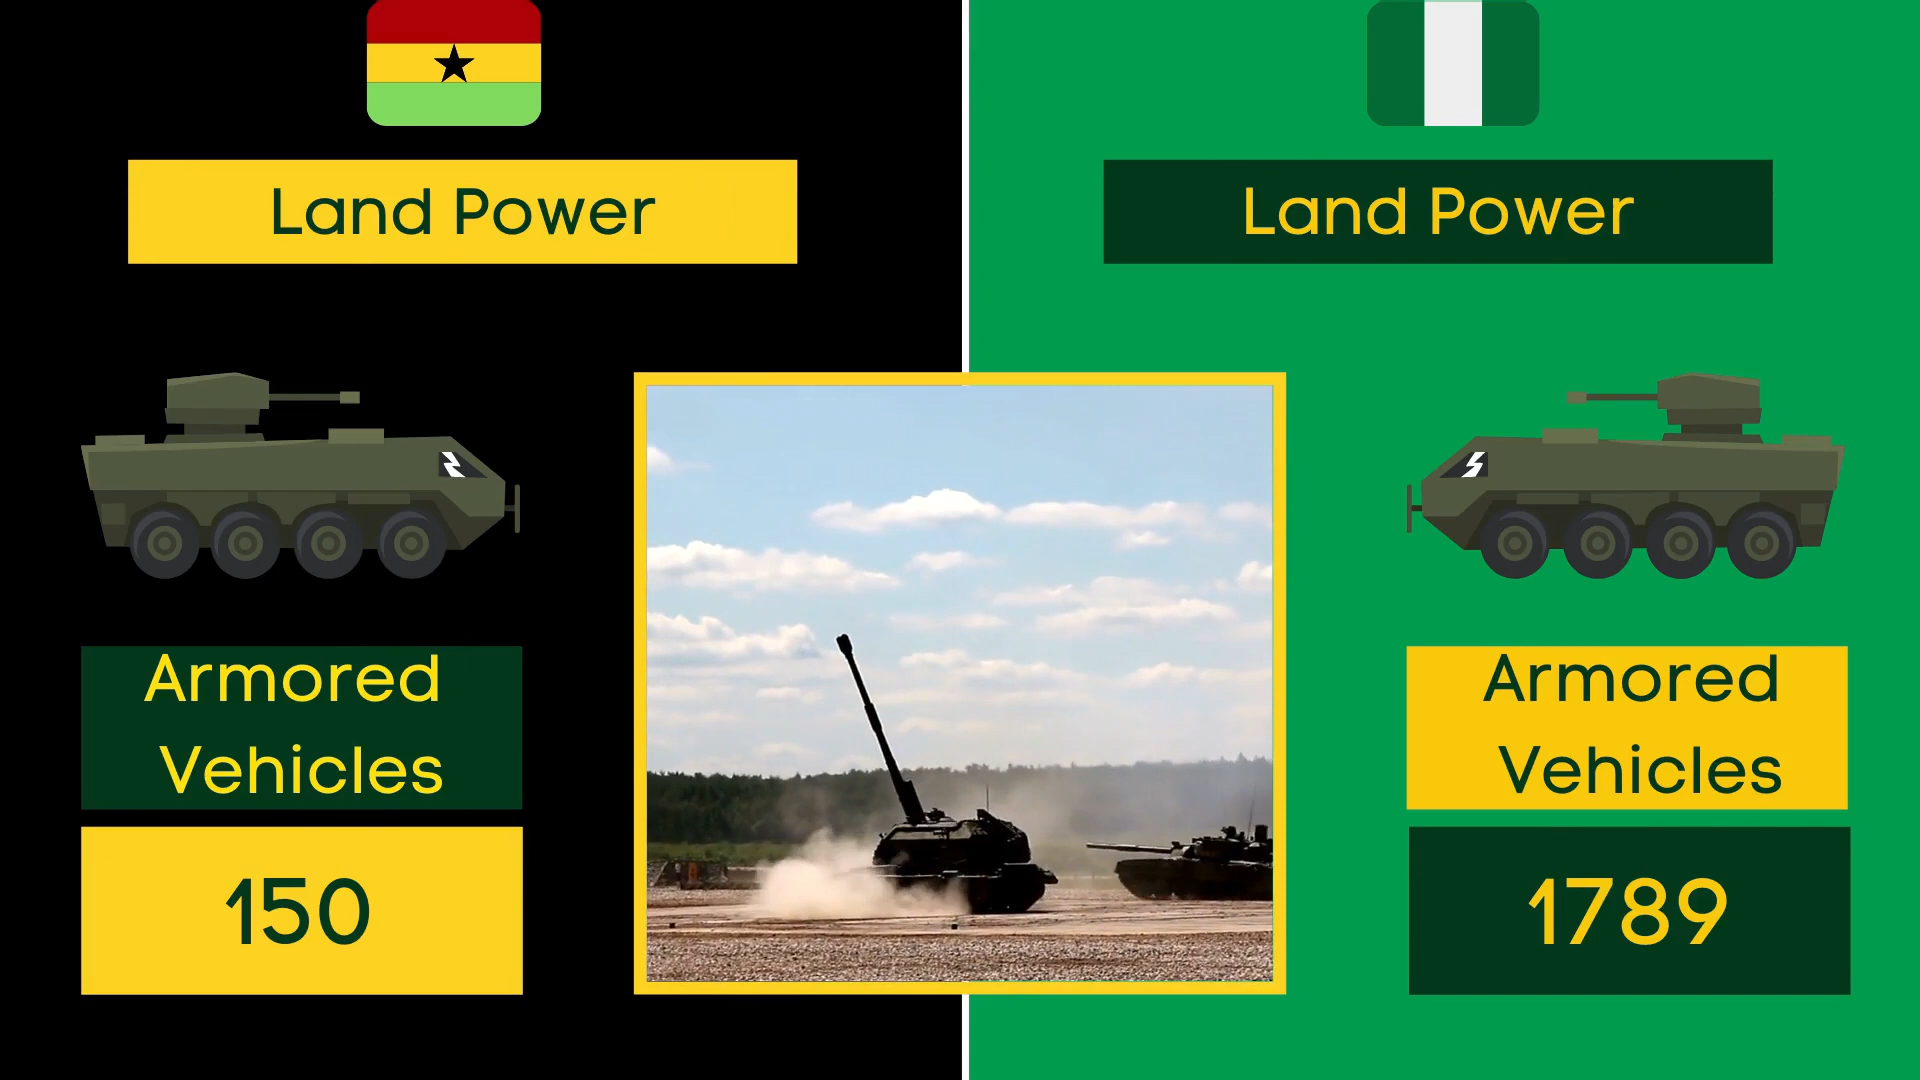 Land Power
Armored
Vehicles
150
Land Power
Armored
Vehicles
1789